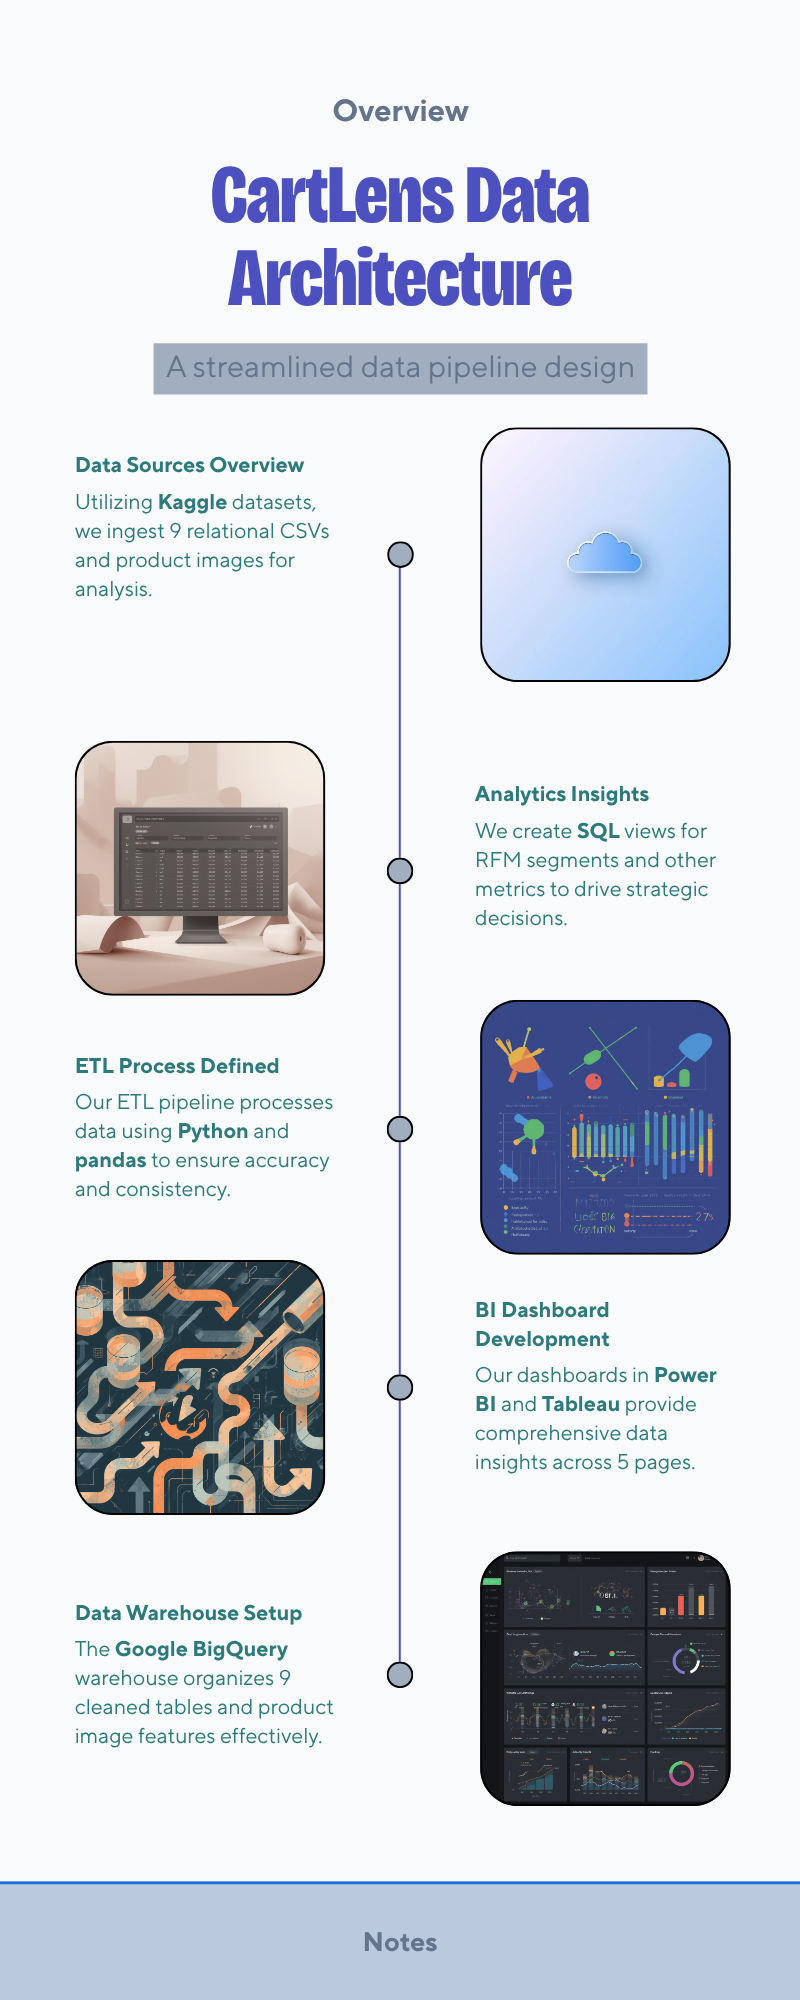 Overview
CartLens Data
Architecture
A streamlined data pipeline design
Data Sources Overview
Utilizing Kaggle datasets,
we ingest 9 relational CSVs
and product images for
analysis.
Analytics Insights
We create SQL views for
RFM segments and other
metrics to drive strategic
decisions.
ETL Process Defined
Our ETL pipeline processes
data using Python and
pandas to ensure accuracy
and consistency.
BI Dashboard
Development
Our dashboards in Power
BI and Tableau provide
comprehensive data
insights across 5 pages.
Data Warehouse Setup
The Google BigQuery
warehouse organizes 9
cleaned tables and product
image features effectively.
Notes